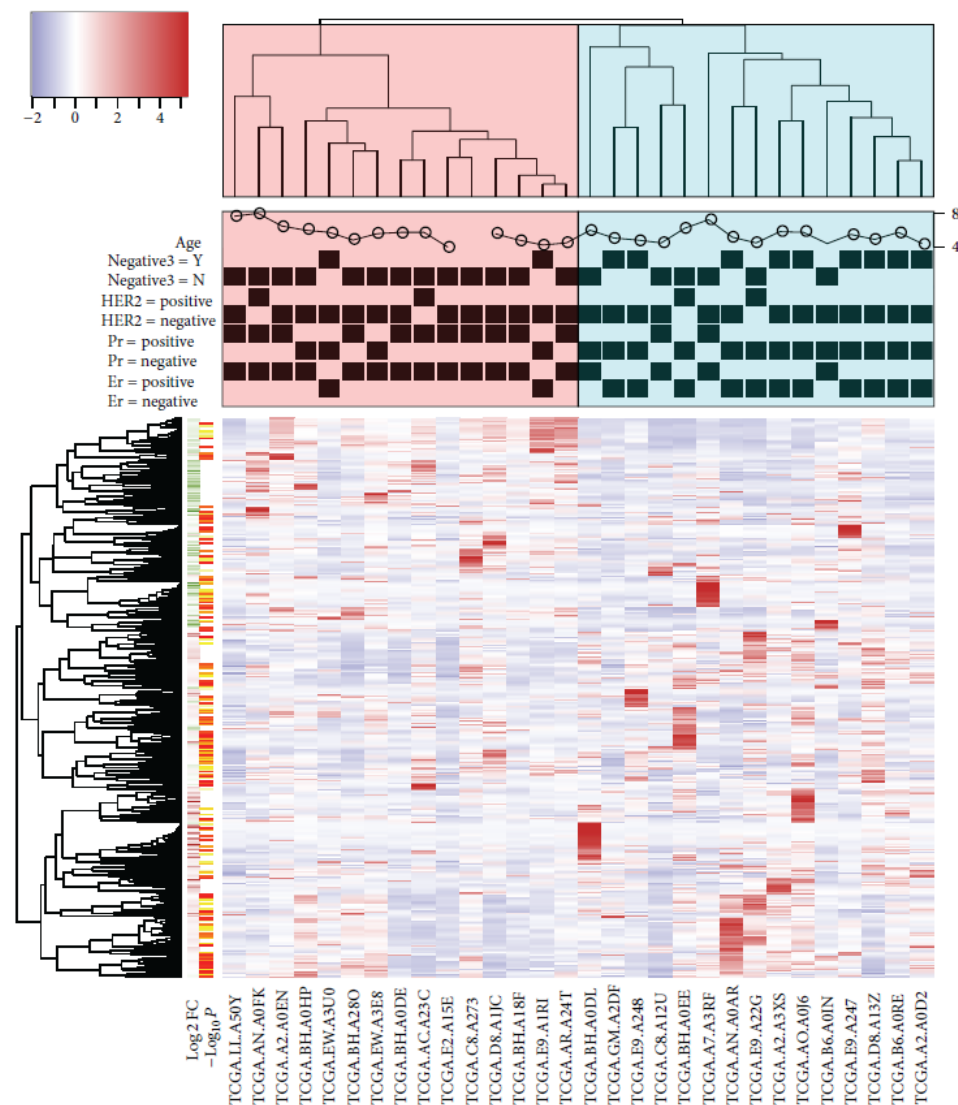 −2 0 2 4
8
4
Age
Negative3 = Y
Negative3 = N
HER2 = positive
HER2 = negative
Pr = positive
Pr = negative
Er = positive
Er = negative
Log2 FC
−Log10 P
TCGA.LL.A50Y
TCGA.AN.A0FK
TCGA.A2.A0EN
TCGA.BH.A0HP
TCGA.EW.A3U0
TCGA.BH.A28O
TCGA.EW.A3E8
TCGA.BH.A0DE
TCGA.AC.A23C
TCGA.E2.A15E
TCGA.C8.A273
TCGA.D8.A1JC
TCGA.BH.A18F
TCGA.E9.A1RI
TCGA.AR.A24T
TCGA.BH.A0DL
TCGA.GM.A2DF
TCGA.E9.A248
TCGA.C8.A12U
TCGA.BH.A0EE
TCGA.A7.A3RF
TCGA.AN.A0AR
TCGA.E9.A22G
TCGA.A2.A3XS
TCGA.AO.A0J6
TCGA.B6.A0IN
TCGA.E9.A247
TCGA.D8.A13Z
TCGA.B6.A0RE
TCGA.A2.A0D2